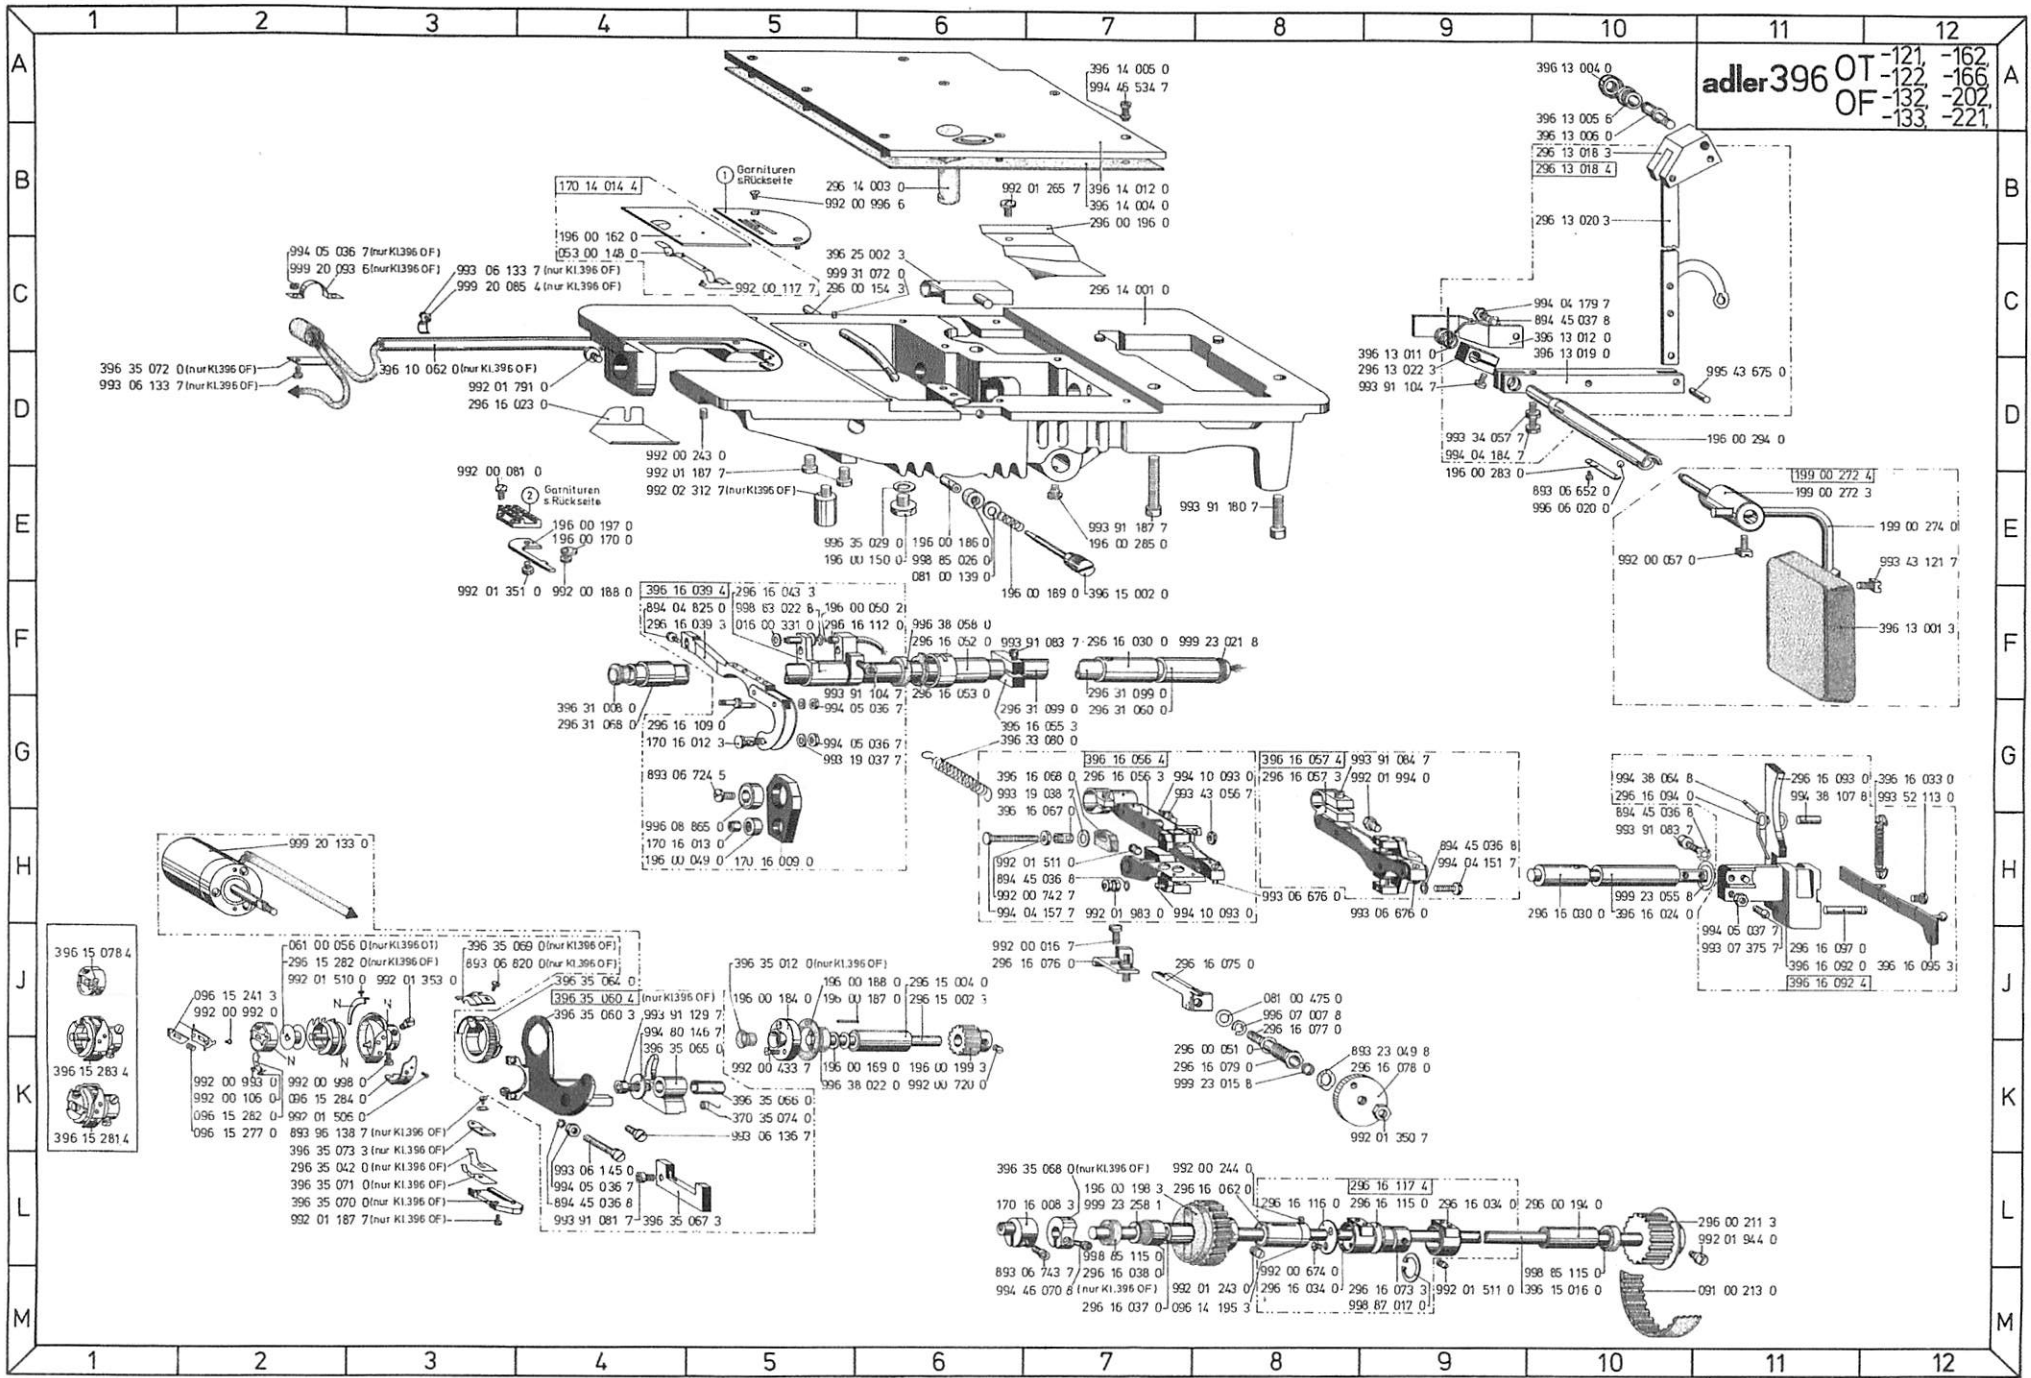 1 2 3 4 5 6 7 8 9 10 11 12
A
A
adler 396 OT OF
-121, -162,
-122, -166,
-132, -202,
-133, -221,
396 14 005 0
994 46 534 7
396 13 004 0
396 13 005 6
396 13 006 0
296 13 018 3
296 13 018 4
B
B
170 14 014 4
1 Garnituren
s.Rückseite
992 00 996 6
296 14 003 0
992 01 265 7
396 14 012 0
396 14 004 0
296 00 196 0
296 13 020 3
196 00 162 0
053 00 148 0
992 00 117 7
396 25 002 3
999 31 072 0
296 00 154 3
296 14 001 0
C
C
994 05 036 7 (nur Kl.396 OF)
999 20 093 6 (nur Kl.396 OF)
993 06 133 7 (nur Kl.396 OF)
999 20 085 4 (nur Kl.396 OF)
994 04 179 7
894 45 037 8
396 13 012 0
396 13 019 0
396 13 011 0
296 13 022 3
993 91 104 7
995 43 675 0
D
D
396 35 072 0 (nur Kl.396 OF)
993 06 133 7 (nur Kl.396 OF)
396 10 062 0 (nur Kl.396 OF)
992 01 791 0
296 16 023 0
993 34 057 7
994 04 184 7
196 00 283 0
196 00 294 0
992 00 243 0
992 01 187 7
992 02 312 7 (nur Kl.396 OF)
E
E
992 00 081 0
2 Garnituren
s.Rückseite
196 00 197 0
196 00 170 0
992 01 351 0
992 00 188 0
996 35 029 0
196 00 150 0
196 00 186 0
998 85 026 0
081 00 139 0
196 00 189 0
396 15 002 0
993 91 187 7
196 00 285 0
993 91 180 7
893 06 652 0
996 06 020 0
199 00 272 4
199 00 272 3
199 00 274 0
992 00 057 0
993 43 121 7
F
F
396 16 039 4
894 04 825 0
296 16 039 3
296 16 043 3
998 63 022 8
016 00 331 0
196 00 050 2
296 16 112 0
996 38 058 0
296 16 052 0
993 91 083 7
296 16 030 0
999 23 021 8
396 13 001 3
993 91 104 7
296 16 053 0
296 31 099 0
296 31 060 0
296 31 099 0
396 16 055 3
396 33 080 0
G
G
396 31 008 0
296 31 068 0
296 16 109 0
170 16 012 3
994 05 036 7
994 05 036 7
993 19 037 7
893 06 724 5
396 16 056 4
396 16 068 0
296 16 056 3
994 10 093 0
993 19 038 7
993 43 056 7
396 16 067 0
396 16 057 4
993 91 084 7
296 16 057 3
992 01 994 0
994 38 064 8
296 16 094 0
894 45 036 8
993 91 083 7
296 16 093 0
994 38 107 8
396 16 033 0
993 52 113 0
H
H
996 08 865 0
170 16 013 0
196 00 049 0
170 16 009 0
999 20 133 0
992 01 511 0
894 45 036 8
992 00 742 7
994 04 157 7
992 01 983 0
994 10 093 0
993 06 676 0
894 45 036 8
994 04 151 7
993 06 676 0
296 16 030 0
999 23 055 8
396 16 024 0
J
J
994 05 037 7
993 07 375 7
296 16 097 0
396 16 092 0
396 16 092 4
396 16 095 3
396 15 078 4
396 15 283 4
396 15 281 4
061 00 056 0 (nur Kl.396 OT)
296 15 282 0 (nur Kl.396 OF)
992 01 510 0
992 01 353 0
096 15 241 3
992 00 992 0
396 35 069 0 (nur Kl.396 OF)
893 06 820 0 (nur Kl.396 OF)
396 35 064 0
396 35 060 4 (nur Kl.396 OF)
396 35 060 3
993 91 129 7
994 80 146 7
396 35 065 0
396 35 012 0 (nur Kl.396 OF)
196 00 184 0
196 00 188 0
196 00 187 0
296 15 004 0
296 15 002 3
992 00 016 7
296 16 076 0
296 16 075 0
081 00 475 0
996 07 007 8
296 16 077 0
K
K
N
N
N
N
992 00 993 0
992 00 106 0
096 15 282 0
096 15 277 0
992 00 998 0
096 15 284 0
992 01 506 0
893 96 138 7 (nur Kl.396 OF)
396 35 073 3 (nur Kl.396 OF)
296 35 042 0 (nur Kl.396 OF)
396 35 071 0 (nur Kl.396 OF)
396 35 070 0 (nur Kl.396 OF)
992 01 187 7 (nur Kl.396 OF)
992 00 433 7
196 00 169 0
996 38 022 0
196 00 199 3
992 00 720 0
396 35 066 0
370 35 074 0
993 06 136 7
296 00 051 0
296 16 079 0
999 23 015 8
893 23 049 8
296 16 078 0
992 01 350 7
L
L
993 06 145 0
994 05 036 7
894 45 036 8
993 91 081 7
396 35 067 3
396 35 068 0 (nur Kl.396 OF)
170 16 008 3
196 00 198 3
999 23 258 1
992 00 244 0
296 16 062 0
296 16 116 0
296 16 117 4
296 16 115 0
296 16 034 0
296 00 194 0
296 00 211 3
992 01 944 0
M
M
893 06 743 7
994 46 070 8 (nur Kl.396 OF)
998 85 115 0
296 16 038 0
296 16 037 0
992 01 243 0
096 14 195 3
992 00 674 0
296 16 034 0
296 16 073 3
998 87 017 0
992 01 511 0
998 85 115 0
396 15 016 0
091 00 213 0
1 2 3 4 5 6 7 8 9 10 11 12